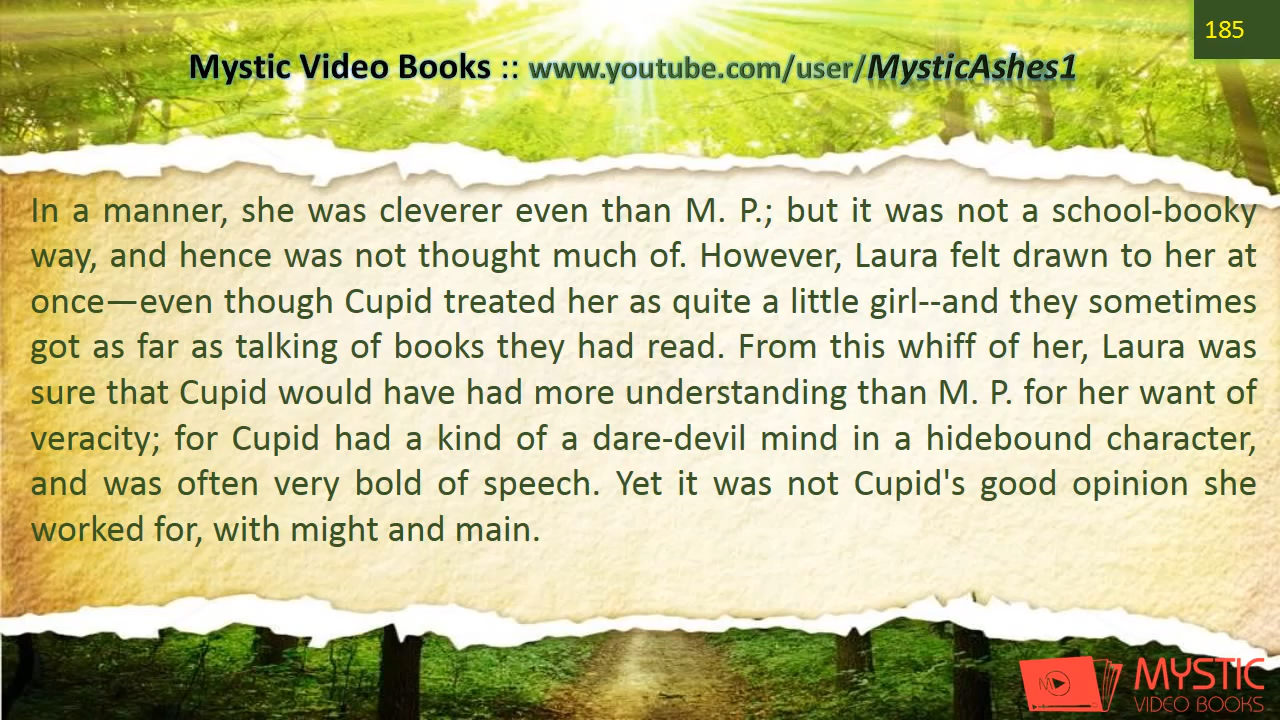 185
Mystic Video Books :: www.youtube.com/user/MysticAshes1
In a manner, she was cleverer even than M. P.; but it was not a school-booky
way, and hence was not thought much of. However, Laura felt drawn to her at
once—even though Cupid treated her as quite a little girl--and they sometimes
got as far as talking of books they had read. From this whiff of her, Laura was
sure that Cupid would have had more understanding than M. P. for her want of
veracity; for Cupid had a kind of a dare-devil mind in a hidebound character,
and was often very bold of speech. Yet it was not Cupid's good opinion she
worked for, with might and main.
M
MYSTIC
VIDEO BOOKS